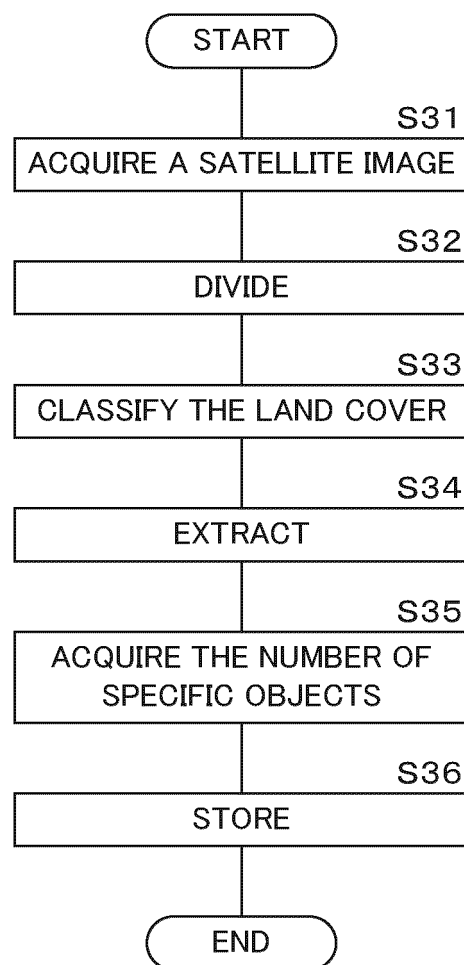 START
S31
ACQUIRE A SATELLITE IMAGE
S32
DIVIDE
S33
CLASSIFY THE LAND COVER
S34
EXTRACT
S35
ACQUIRE THE NUMBER OF
SPECIFIC OBJECTS
S36
STORE
END